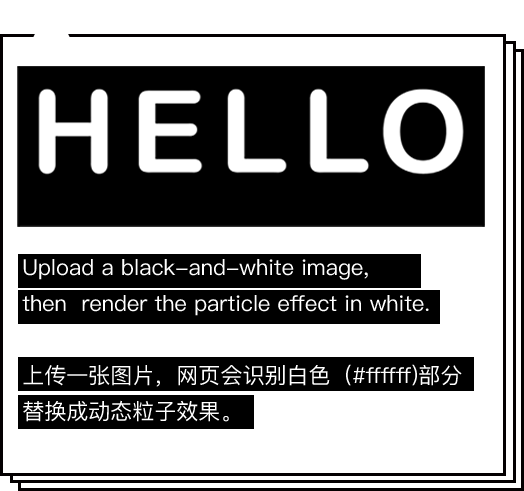 HELLO
Upload a black-and-white image,
then render the particle effect in white.
上传一张图片，网页会识别白色（#ffffff)部分
替换成动态粒子效果。